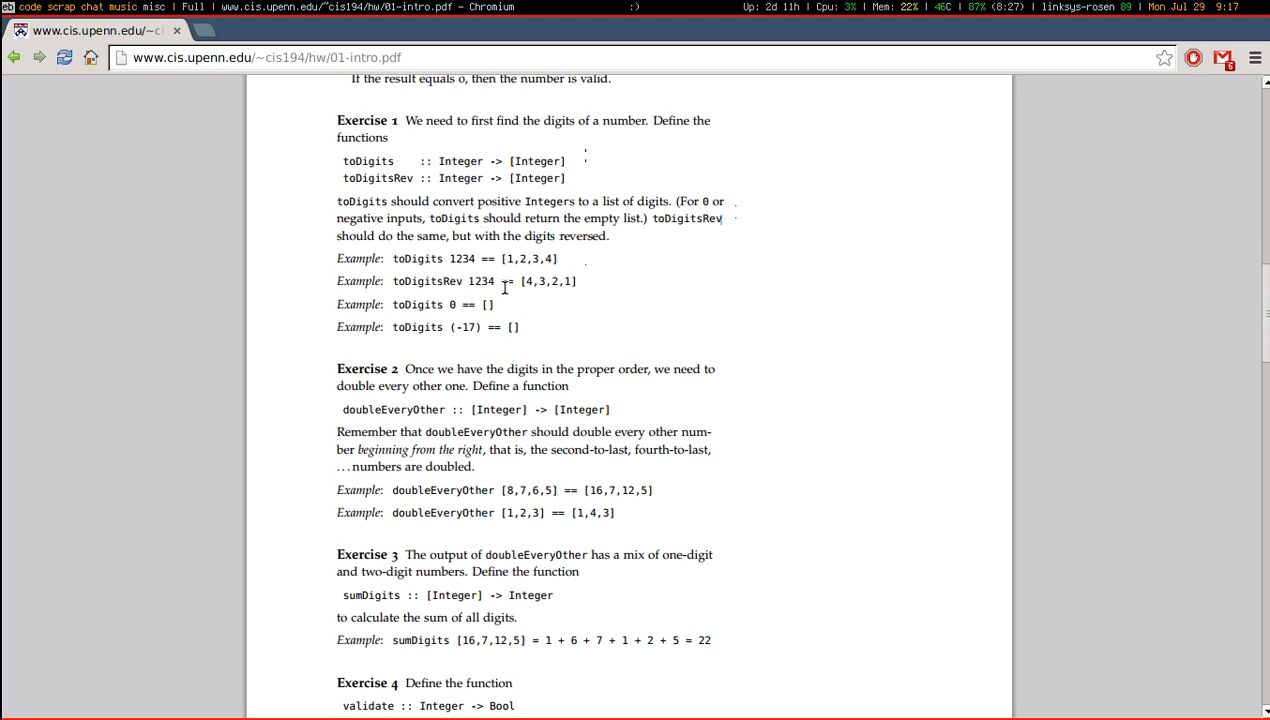 eb code scrap chat music misc | Full | www.cis.upenn.edu/~cis194/hw/01-intro.pdf - Chromium :) Up: 2d 11h | Cpu: 3% | Mem: 22% | 46C | 87% (8:27) | linksys-rosen 89 | Mon Jul 29 9:17
www.cis.upenn.edu/~ci
www.cis.upenn.edu/~cis194/hw/01-intro.pdf
If the result equals 0, then the number is valid.
Exercise 1 We need to first find the digits of a number. Define the
functions
toDigits :: Integer -> [Integer]
toDigitsRev :: Integer -> [Integer]
toDigits should convert positive Integers to a list of digits. (For 0 or
negative inputs, toDigits should return the empty list.) toDigitsRev
should do the same, but with the digits reversed.
Example: toDigits 1234 == [1,2,3,4]
Example: toDigitsRev 1234 == [4,3,2,1]
Example: toDigits 0 == []
Example: toDigits (-17) == []
Exercise 2 Once we have the digits in the proper order, we need to
double every other one. Define a function
doubleEveryOther :: [Integer] -> [Integer]
Remember that doubleEveryOther should double every other num-
ber beginning from the right, that is, the second-to-last, fourth-to-last,
...numbers are doubled.
Example: doubleEveryOther [8,7,6,5] == [16,7,12,5]
Example: doubleEveryOther [1,2,3] == [1,4,3]
Exercise 3 The output of doubleEveryOther has a mix of one-digit
and two-digit numbers. Define the function
sumDigits :: [Integer] -> Integer
to calculate the sum of all digits.
Example: sumDigits [16,7,12,5] = 1 + 6 + 7 + 1 + 2 + 5 = 22
Exercise 4 Define the function
validate :: Integer -> Bool